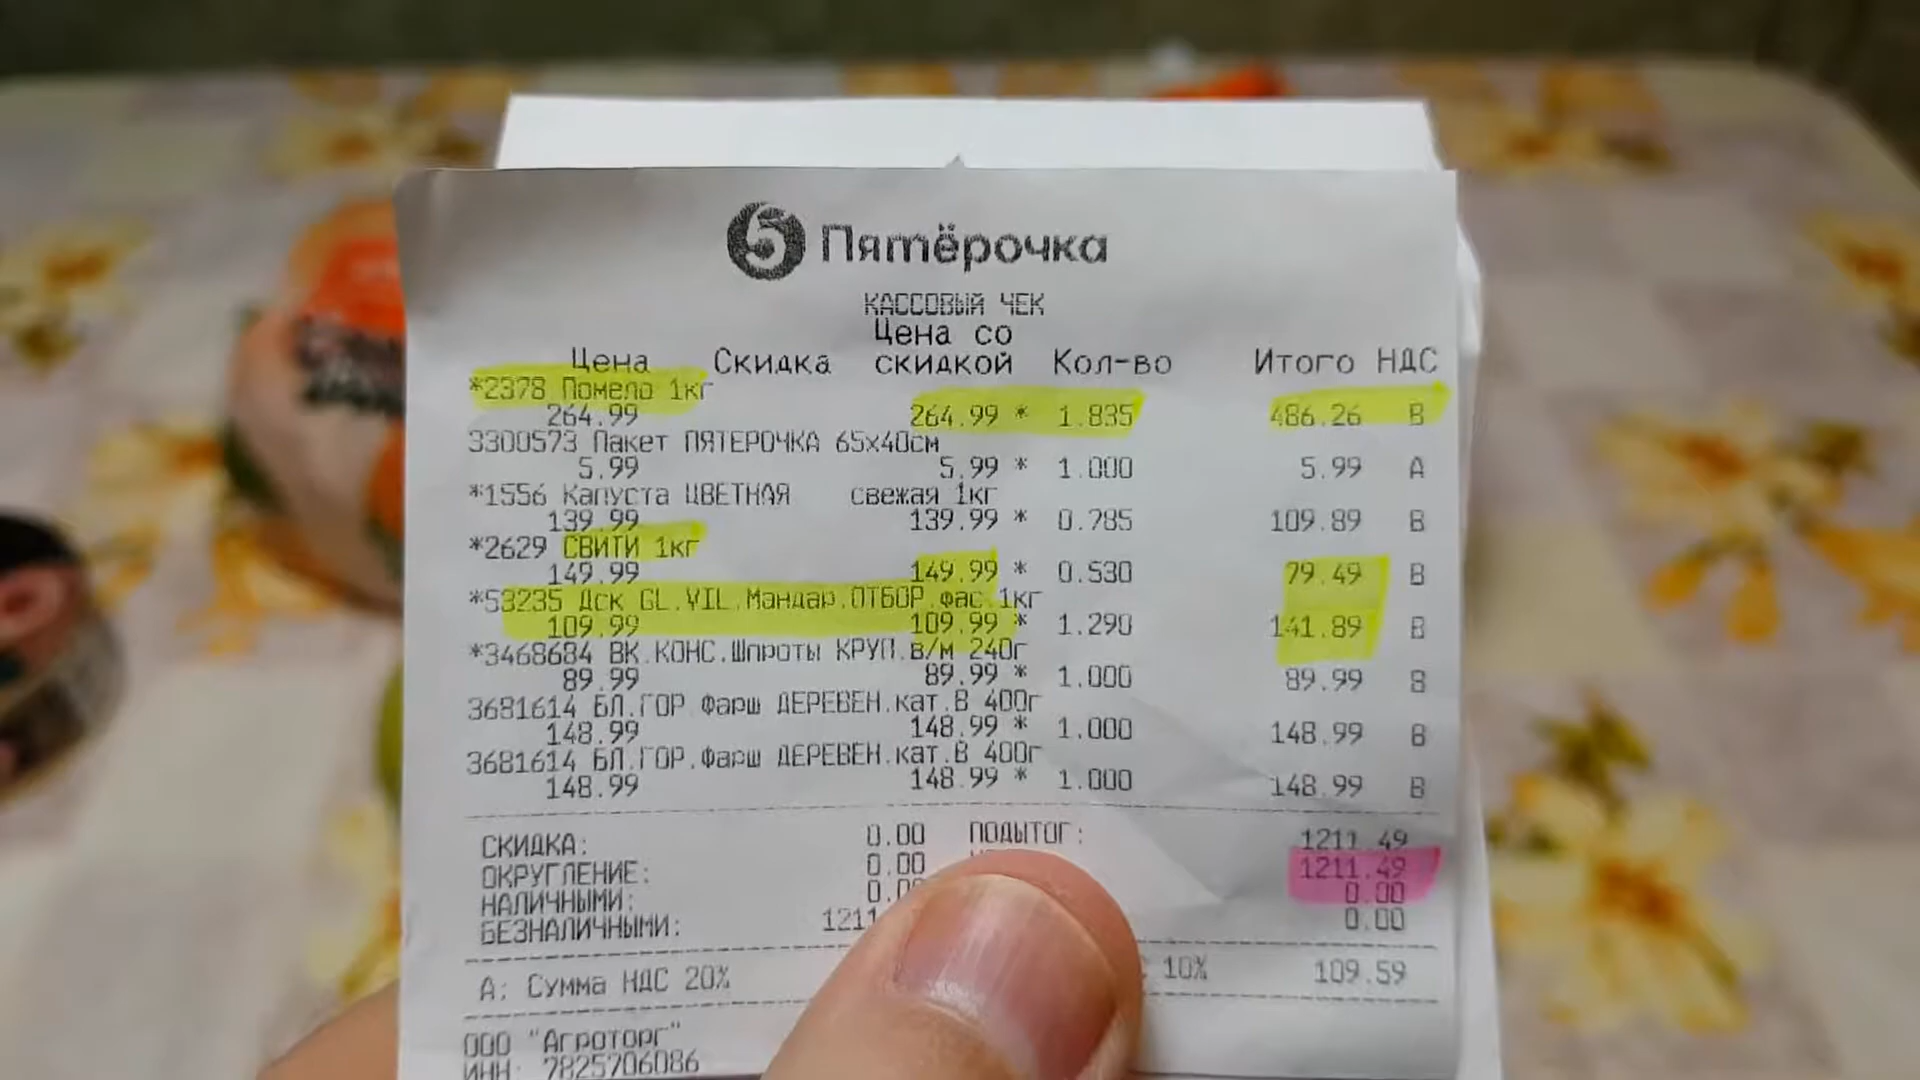 5 Пятёрочка
КАССОВЫЙ ЧЕК
Цена со
Цена Скидка скидкой Кол-во Итого НДС
*2378 Помело 1кг
264.99 264.99 * 1.835 486.26 В
3300573 Пакет ПЯТЕРОЧКА 65х40см
5.99 5.99 * 1.000 5.99 А
*1556 Капуста ЦВЕТНАЯ свежая 1кг
139.99 139.99 * 0.785 109.89 В
*2629 СВИТИ 1кг
149.99 149.99 * 0.530 79.49 В
*53235 Дск GL.VIL.Мандар.ОТБОР.фас.1кг
109.99 109.99 * 1.290 141.89 В
*3468684 ВК.КОНС.Шпроты КРУП.в/м 240г
89.99 89.99 * 1.000 89.99 В
3681614 БЛ.ГОР.Фарш ДЕРЕВЕН.кат.В 400г
148.99 148.99 * 1.000 148.99 В
3681614 БЛ.ГОР.Фарш ДЕРЕВЕН.кат.В 400г
148.99 148.99 * 1.000 148.99 В
СКИДКА: 0.00 ПОДЫТОГ: 1211.49
ОКРУГЛЕНИЕ: 0.00 1211.49
НАЛИЧНЫМИ: 0.00 0.00
БЕЗНАЛИЧНЫМИ: 1211 0.00
А: Сумма НДС 20% 10% 109.59
ООО "Агроторг"
ИНН: 7825706086